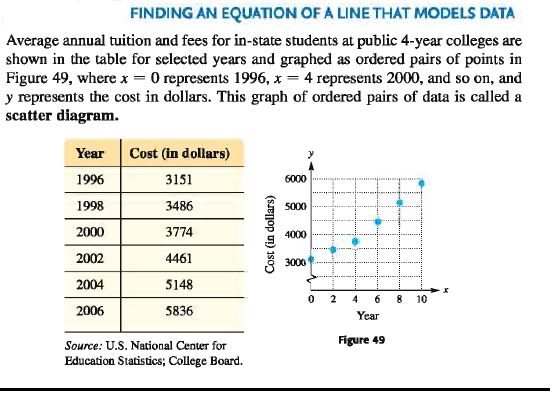 FINDING AN EQUATION OF A LINE THAT MODELS DATA
Average annual tuition and fees for in-state students at public 4-year colleges are
shown in the table for selected years and graphed as ordered pairs of points in
Figure 49, where x = 0 represents 1996, x = 4 represents 2000, and so on, and
y represents the cost in dollars. This graph of ordered pairs of data is called a
scatter diagram.
Year Cost (in dollars)
1996 3151
1998 3486
2000 3774
2002 4461
2004 5148
2006 5836
Source: U.S. National Center for
Education Statistics; College Board.
y
6000
5000
4000
3000
Cost (in dollars)
0 2 4 6 8 10
x
Year
Figure 49